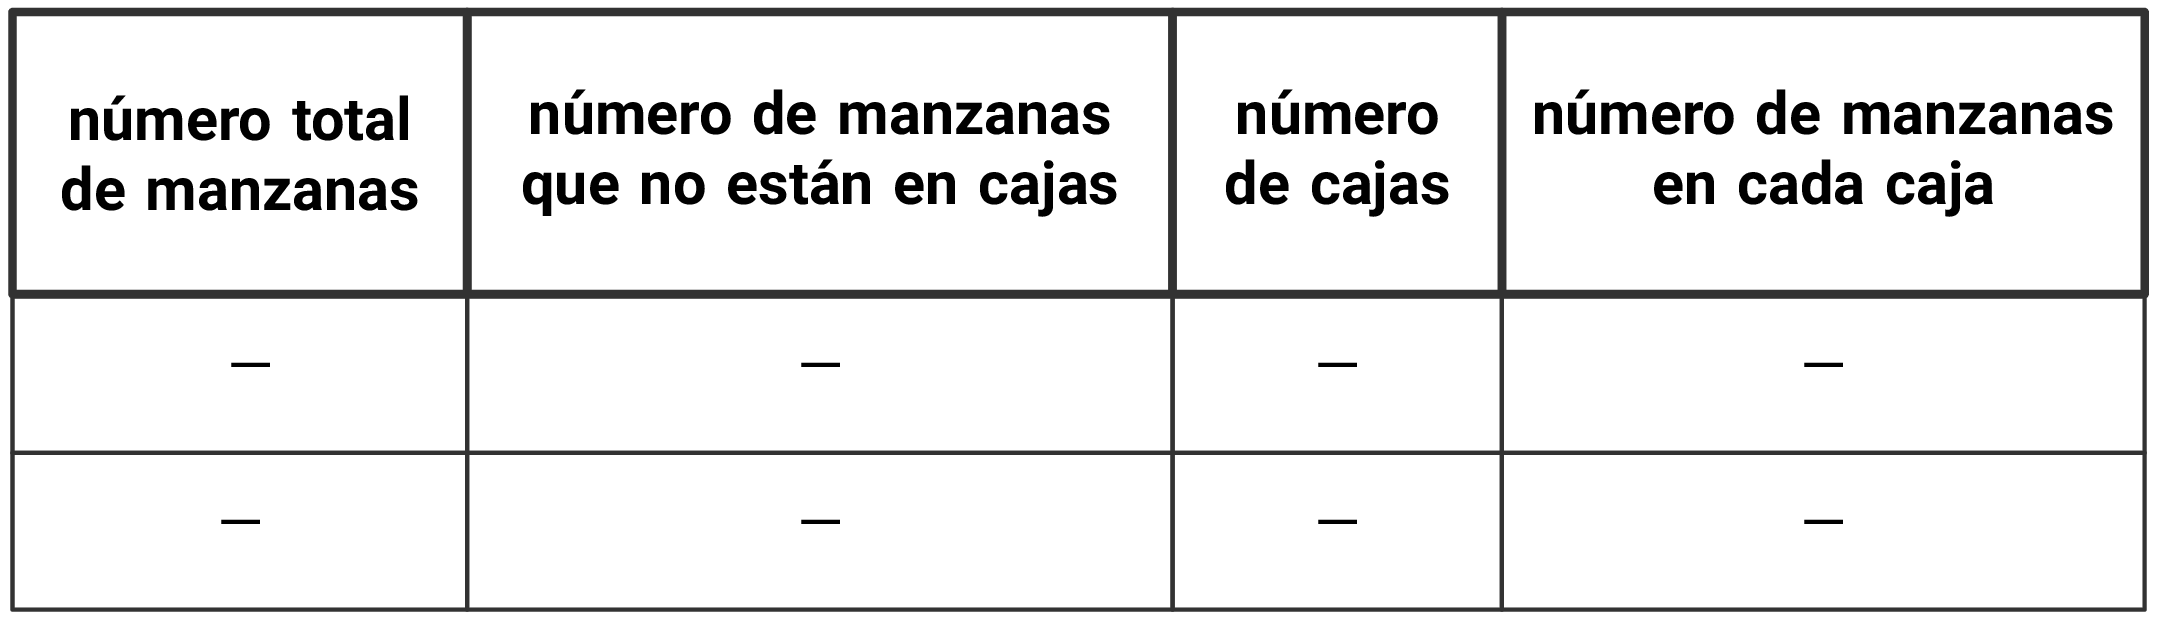 número total
de manzanas
número de manzanas
que no están en cajas
número
de cajas
número de manzanas
en cada caja
— — — —
— — — —